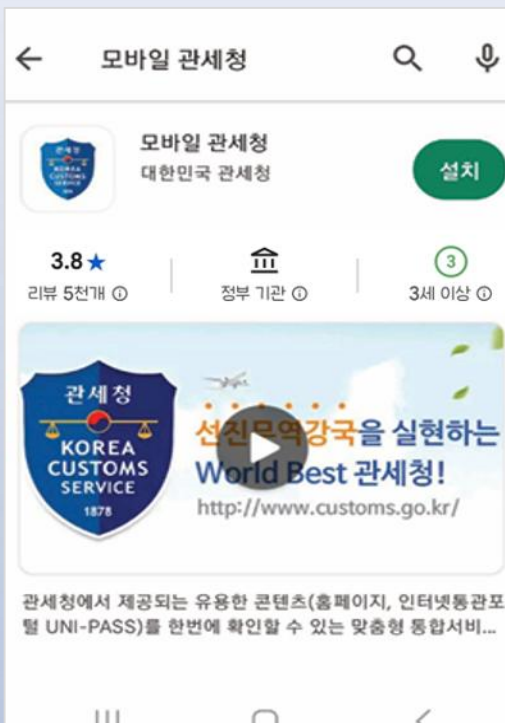 모바일 관세청
모바일 관세청
대한민국 관세청
설치
3.8★
리뷰 5천개
정부 기관
3
3세 이상
관세청
KOREA
CUSTOMS
SERVICE
1878
선진무역강국을 실현하는
World Best 관세청!
http://www.customs.go.kr/
관세청에서 제공되는 유용한 콘텐츠(홈페이지, 인터넷통관포
털 UNI-PASS)를 한번에 확인할 수 있는 맞춤형 통합서비...